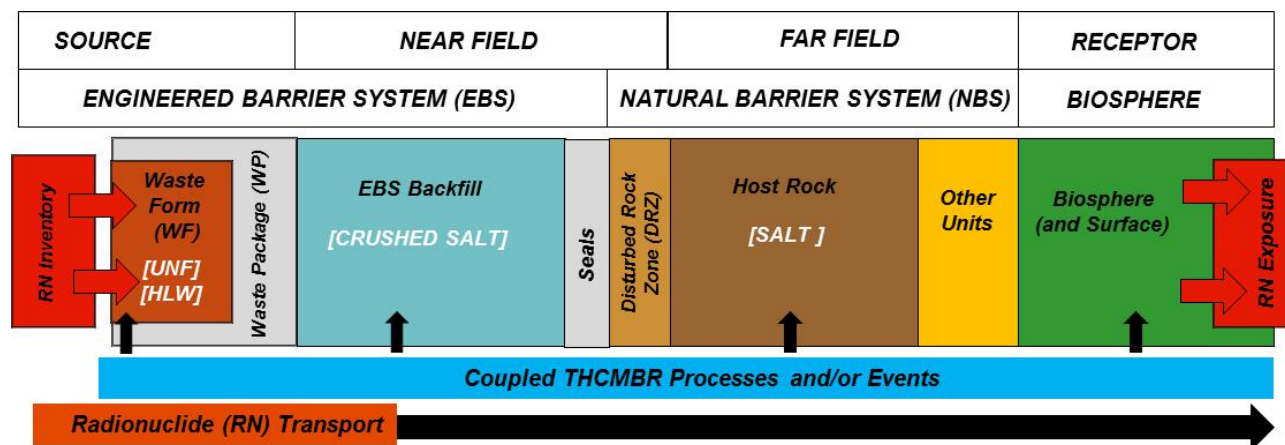 SOURCE
NEAR FIELD
FAR FIELD
RECEPTOR
ENGINEERED BARRIER SYSTEM (EBS)
NATURAL BARRIER SYSTEM (NBS)
BIOSPHERE
RN Inventory
Waste
Form
(WF)
[UNF]
[HLW]
Waste Package (WP)
EBS Backfill
[CRUSHED SALT]
Seals
Disturbed Rock
Zone (DRZ)
Host Rock
[SALT ]
Other
Units
Biosphere
(and Surface)
RN Exposure
Coupled THCMBR Processes and/or Events
Radionuclide (RN) Transport